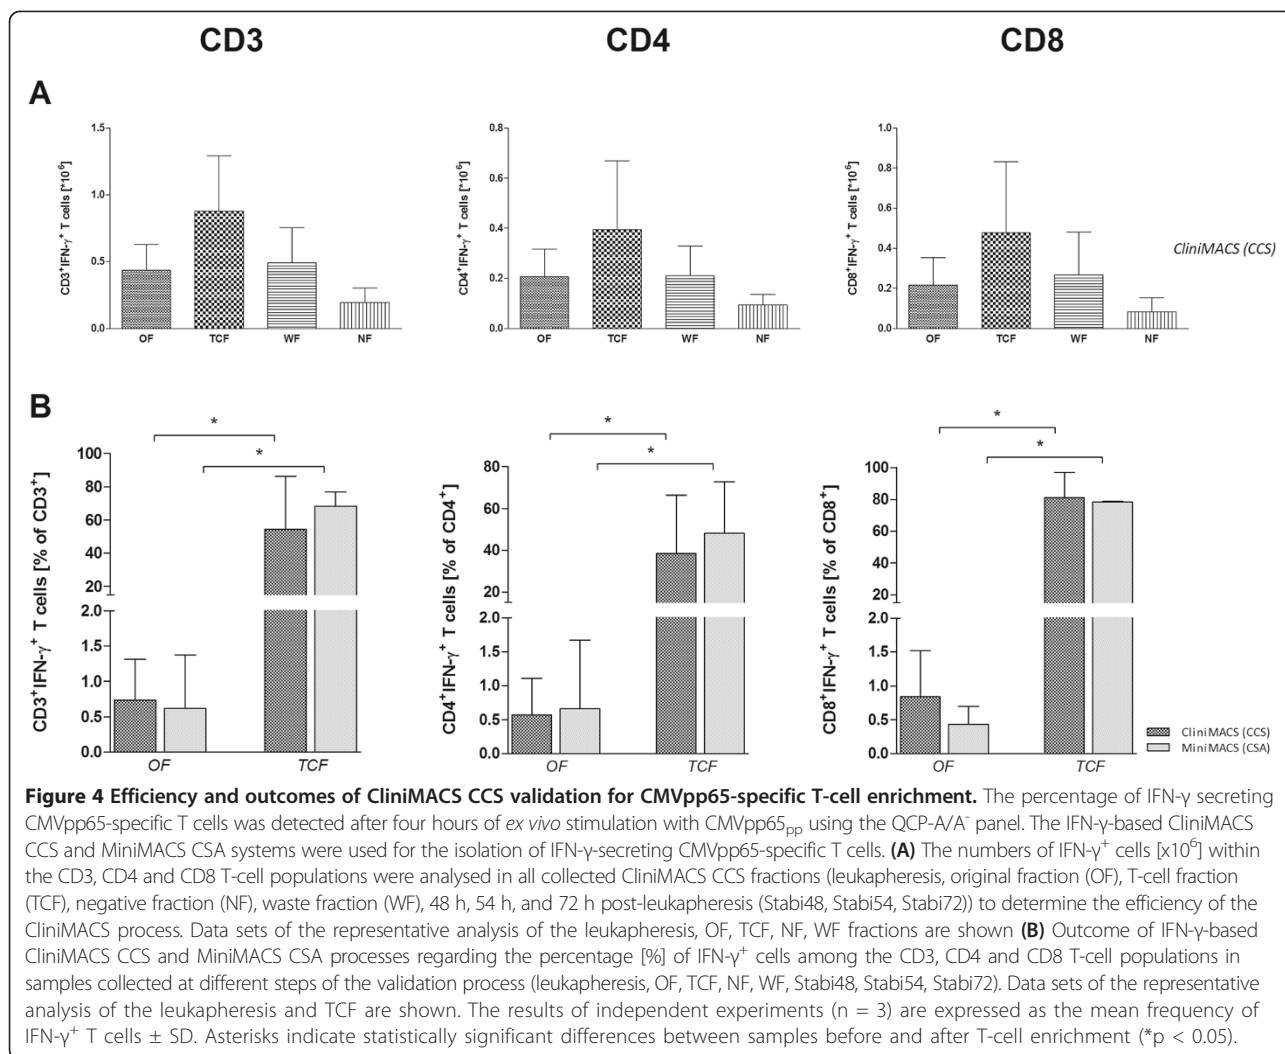 CD3
CD4
CD8
A
CD3⁺IFN-γ⁺ T cells [*10⁶]
1.5
1.0
0.5
0.0
OF TCF WF NF
CD4⁺IFN-γ⁺ T cells [*10⁶]
0.8
0.6
0.4
0.2
0.0
OF TCF WF NF
CD8⁺IFN-γ⁺ T cells [*10⁶]
1.0
0.8
0.6
0.4
0.2
0.0
OF TCF WF NF
CliniMACS (CCS)
B
CD3⁺IFN-γ⁺ T cells [% of CD3⁺]
100
80
60
40
20
2.0
1.5
1.0
0.5
0.0
*
*
OF TCF
CD4⁺IFN-γ⁺ T cells [% of CD4⁺]
80
60
40
20
2.0
1.5
1.0
0.5
0.0
*
*
OF TCF
CD8⁺IFN-γ⁺ T cells [% of CD8⁺]
100
80
60
40
20
2.0
1.5
1.0
0.5
0.0
*
*
OF TCF
CliniMACS (CCS)
MiniMACS (CSA)
Figure 4 Efficiency and outcomes of CliniMACS CCS validation for CMVpp65-specific T-cell enrichment. The percentage of IFN-γ secreting
CMVpp65-specific T cells was detected after four hours of ex vivo stimulation with CMVpp65pp using the QCP-A/A⁻ panel. The IFN-γ-based CliniMACS
CCS and MiniMACS CSA systems were used for the isolation of IFN-γ-secreting CMVpp65-specific T cells. (A) The numbers of IFN-γ⁺ cells [x10⁶] within
the CD3, CD4 and CD8 T-cell populations were analysed in all collected CliniMACS CCS fractions (leukapheresis, original fraction (OF), T-cell fraction
(TCF), negative fraction (NF), waste fraction (WF), 48 h, 54 h, and 72 h post-leukapheresis (Stabi48, Stabi54, Stabi72)) to determine the efficiency of the
CliniMACS process. Data sets of the representative analysis of the leukapheresis, OF, TCF, NF, WF fractions are shown (B) Outcome of IFN-γ-based
CliniMACS CCS and MiniMACS CSA processes regarding the percentage [%] of IFN-γ⁺ cells among the CD3, CD4 and CD8 T-cell populations in
samples collected at different steps of the validation process (leukapheresis, OF, TCF, NF, WF, Stabi48, Stabi54, Stabi72). Data sets of the representative
analysis of the leukapheresis and TCF are shown. The results of independent experiments (n = 3) are expressed as the mean frequency of
IFN-γ⁺ T cells ± SD. Asterisks indicate statistically significant differences between samples before and after T-cell enrichment (*p < 0.05).